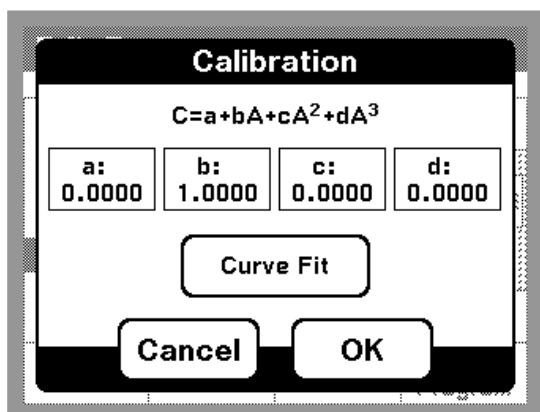 Calibration
C=a+bA+cA²+dA³
a: b: c: d:
0.0000 1.0000 0.0000 0.0000
Curve Fit
Cancel OK